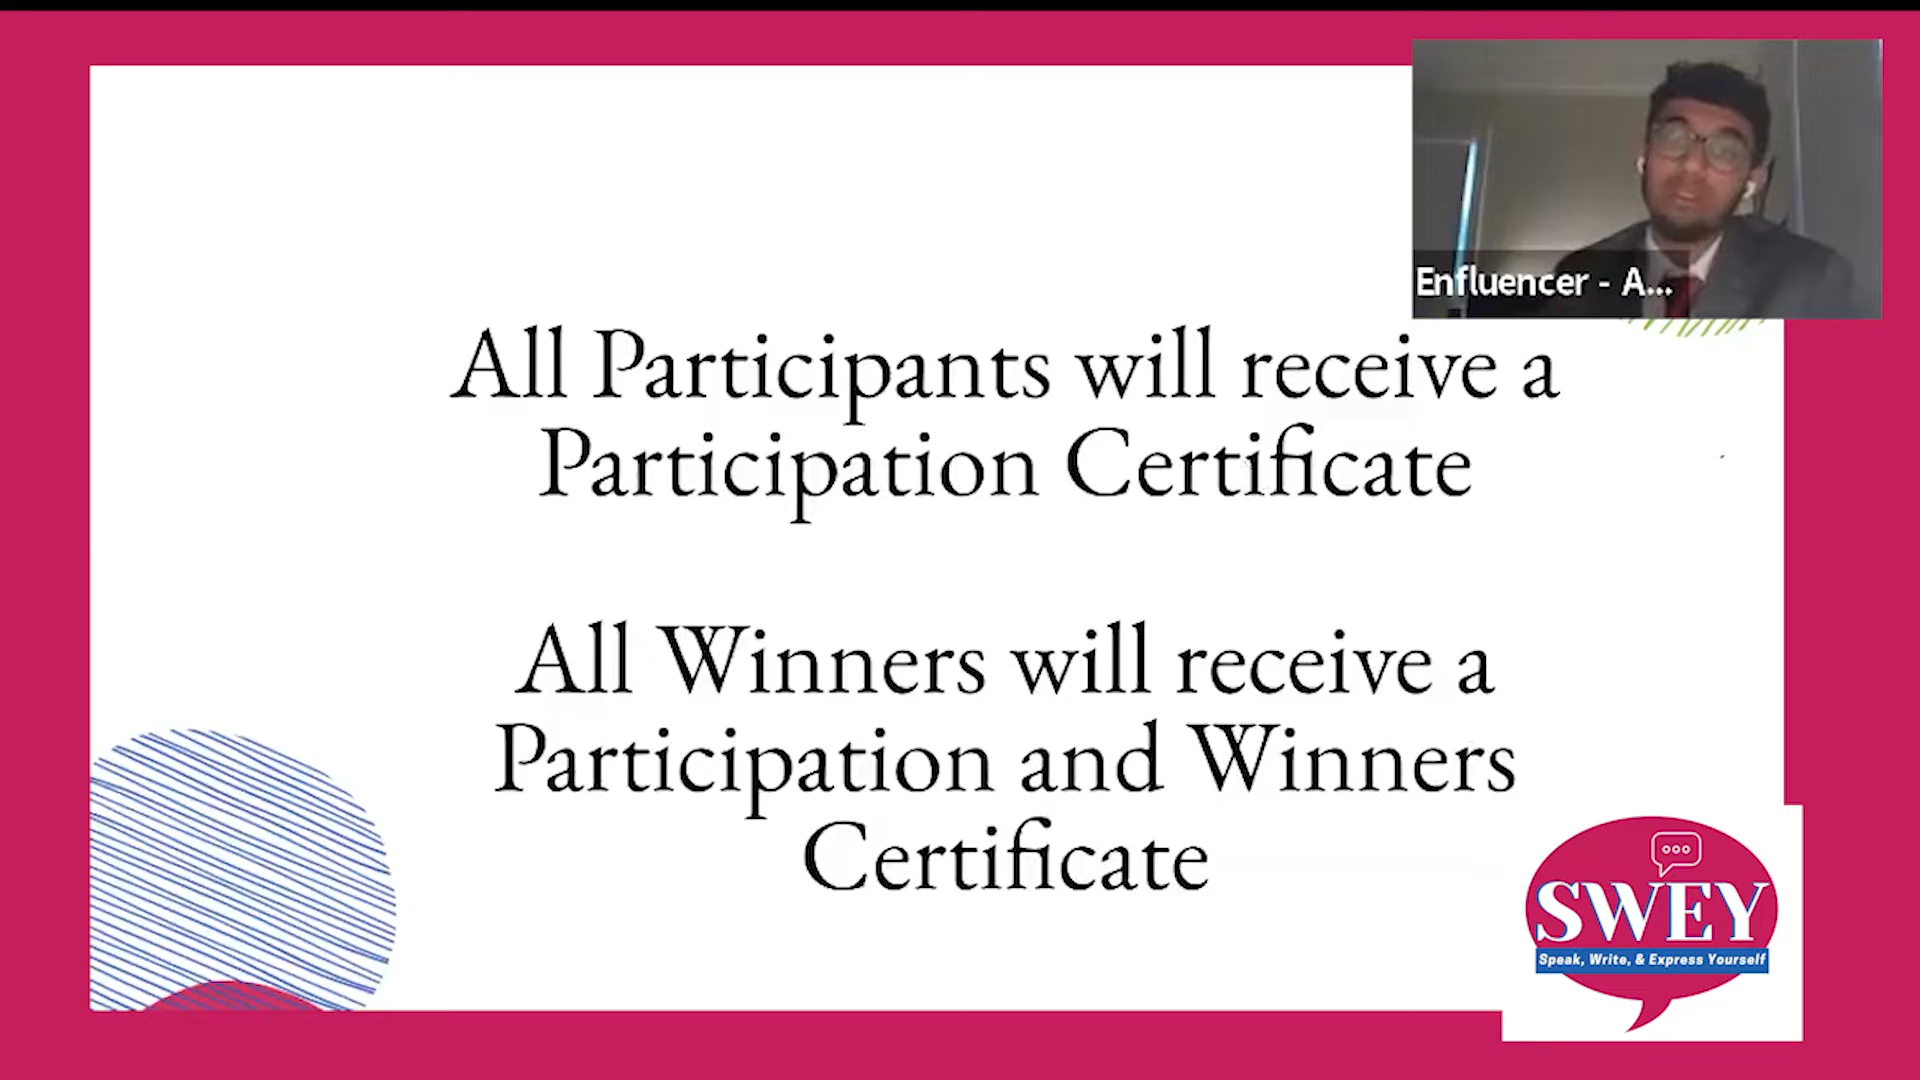 Enfluencer - A...
All Participants will receive a
Participation Certificate
All Winners will receive a
Participation and Winners
Certificate
SWEY
Speak, Write, & Express Yourself